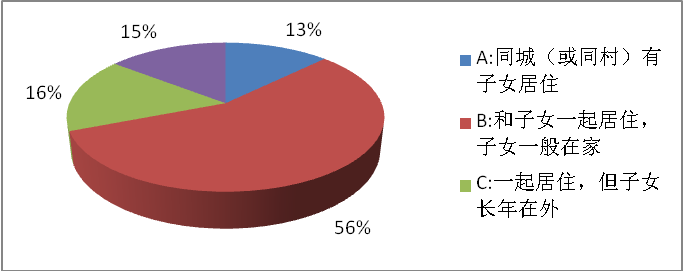 15%
13%
16%
56%
A:同城（或同村）有
子女居住
B:和子女一起居住，
子女一般在家
C:一起居住，但子女
长年在外